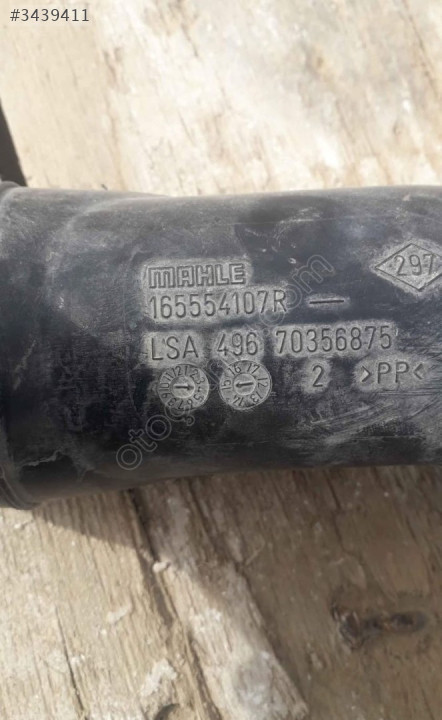 #3439411
MAHLE
297
165554107R —
LSA 496 70356875
2 >PP<